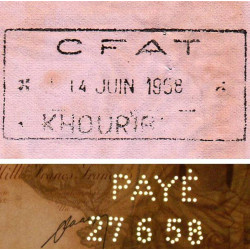 CFAT
* 14 JUIN 1958 *
KHOURIB
PAYÉ
27 6 58